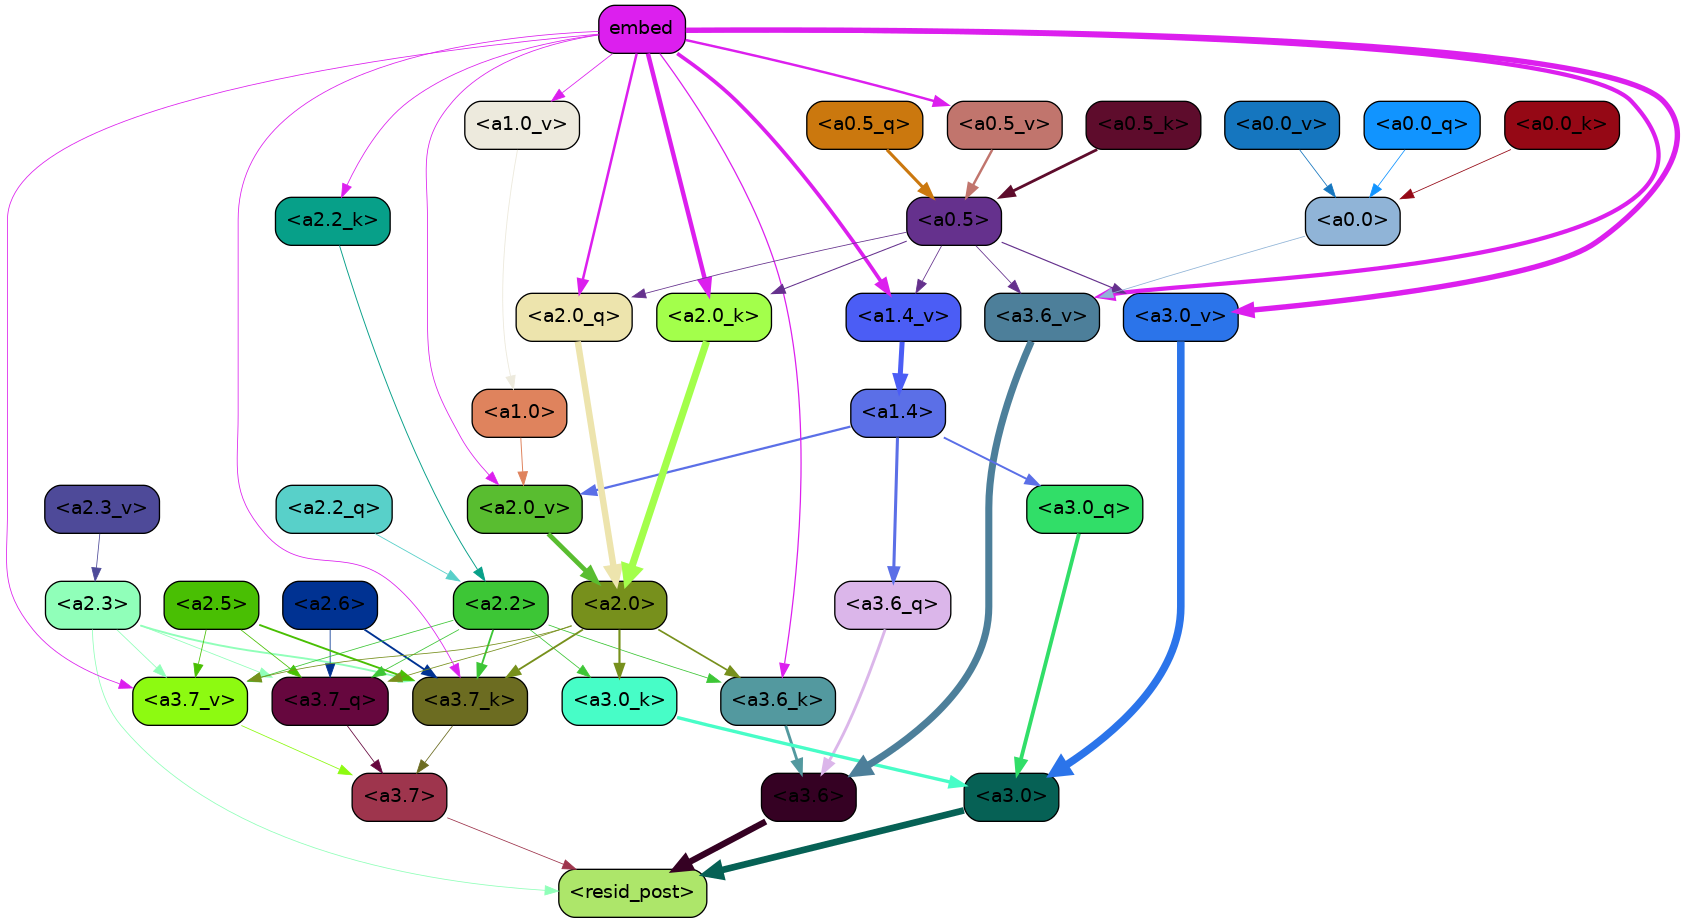 embed
<a1.0_v> <a0.5_q> <a0.5_v> <a0.5_k> <a0.0_v> <a0.0_q> <a0.0_k>
<a2.2_k> <a0.5> <a0.0>
<a2.0_q> <a2.0_k> <a1.4_v> <a3.6_v> <a3.0_v>
<a1.0> <a1.4>
<a2.3_v> <a2.2_q> <a2.0_v> <a3.0_q>
<a2.3> <a2.5> <a2.6> <a2.2> <a2.0> <a3.6_q>
<a3.7_v> <a3.7_q> <a3.7_k> <a3.0_k> <a3.6_k>
<a3.7> <a3.6> <a3.0>
<resid_post>